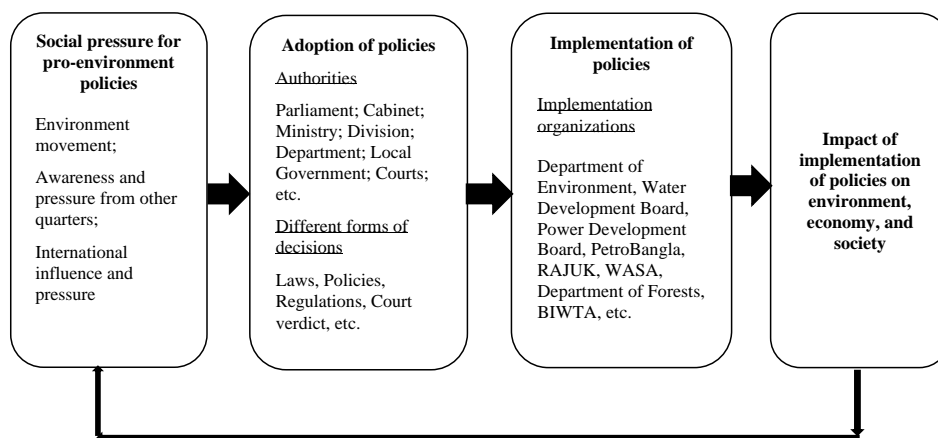 Social pressure for
pro-environment
policies
Environment
movement;
Awareness and
pressure from other
quarters;
International
influence and
pressure
Adoption of policies
Authorities
Parliament; Cabinet;
Ministry; Division;
Department; Local
Government; Courts;
etc.
Different forms of
decisions
Laws, Policies,
Regulations, Court
verdict, etc.
Implementation of
policies
Implementation
organizations
Department of
Environment, Water
Development Board,
Power Development
Board, PetroBangla,
RAJUK, WASA,
Department of Forests,
BIWTA, etc.
Impact of
implementation
of policies on
environment,
economy, and
society